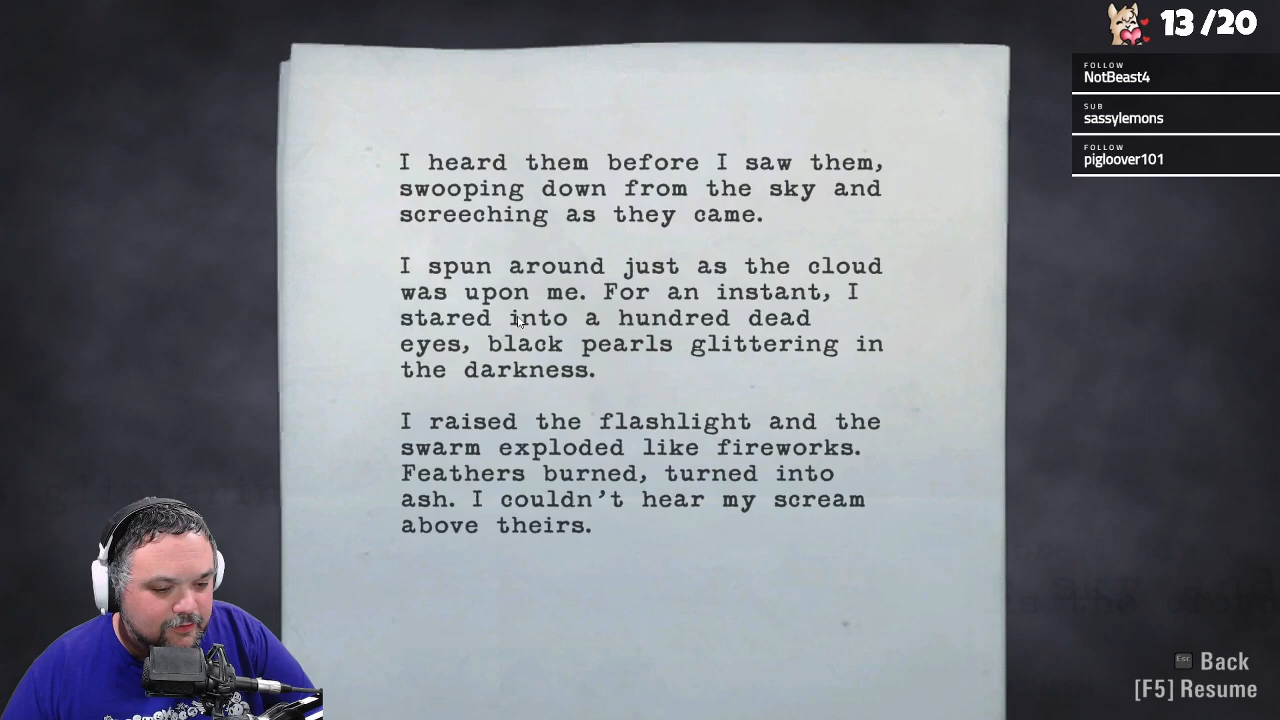 13/20
FOLLOW
NotBeast4
SUB
sassylemons
FOLLOW
pigloover101
I heard them before I saw them,
swooping down from the sky and
screeching as they came.
I spun around just as the cloud
was upon me. For an instant, I
stared into a hundred dead
eyes, black pearls glittering in
the darkness.
I raised the flashlight and the
swarm exploded like fireworks.
Feathers burned, turned into
ash. I couldn't hear my scream
above theirs.
Esc Back
[F5] Resume